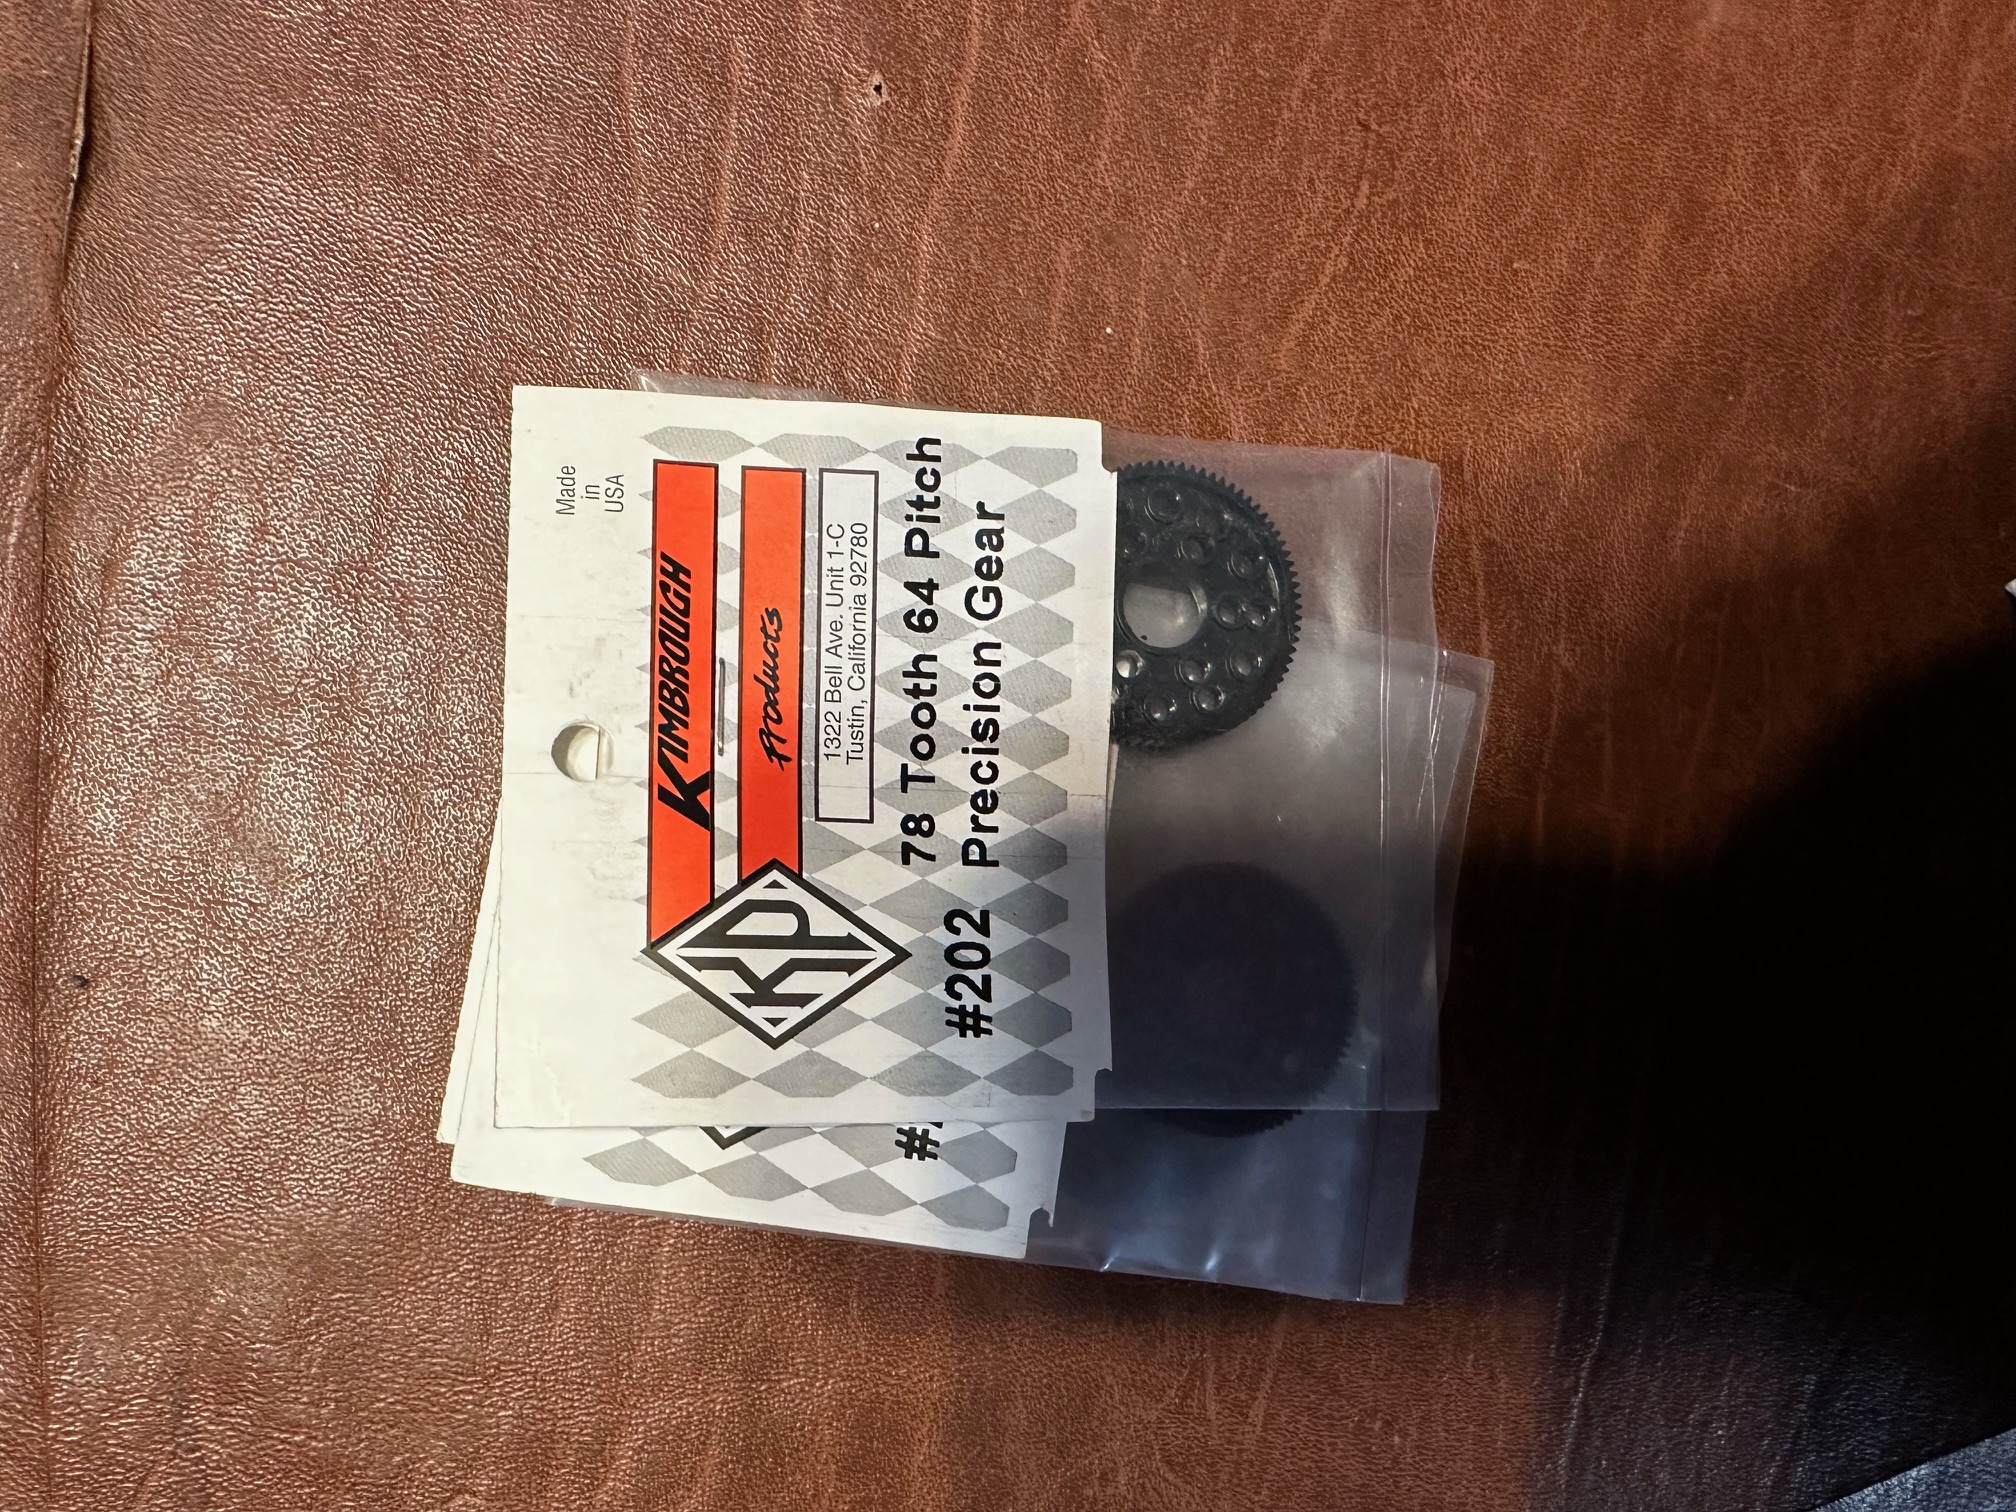 Made
in
USA
KAMBROUGH
Products
KP
1322 Bell Ave. Unit 1-C
Tustin, California 92780
78 Tooth 64 Pitch
#202 Precision Gear
#